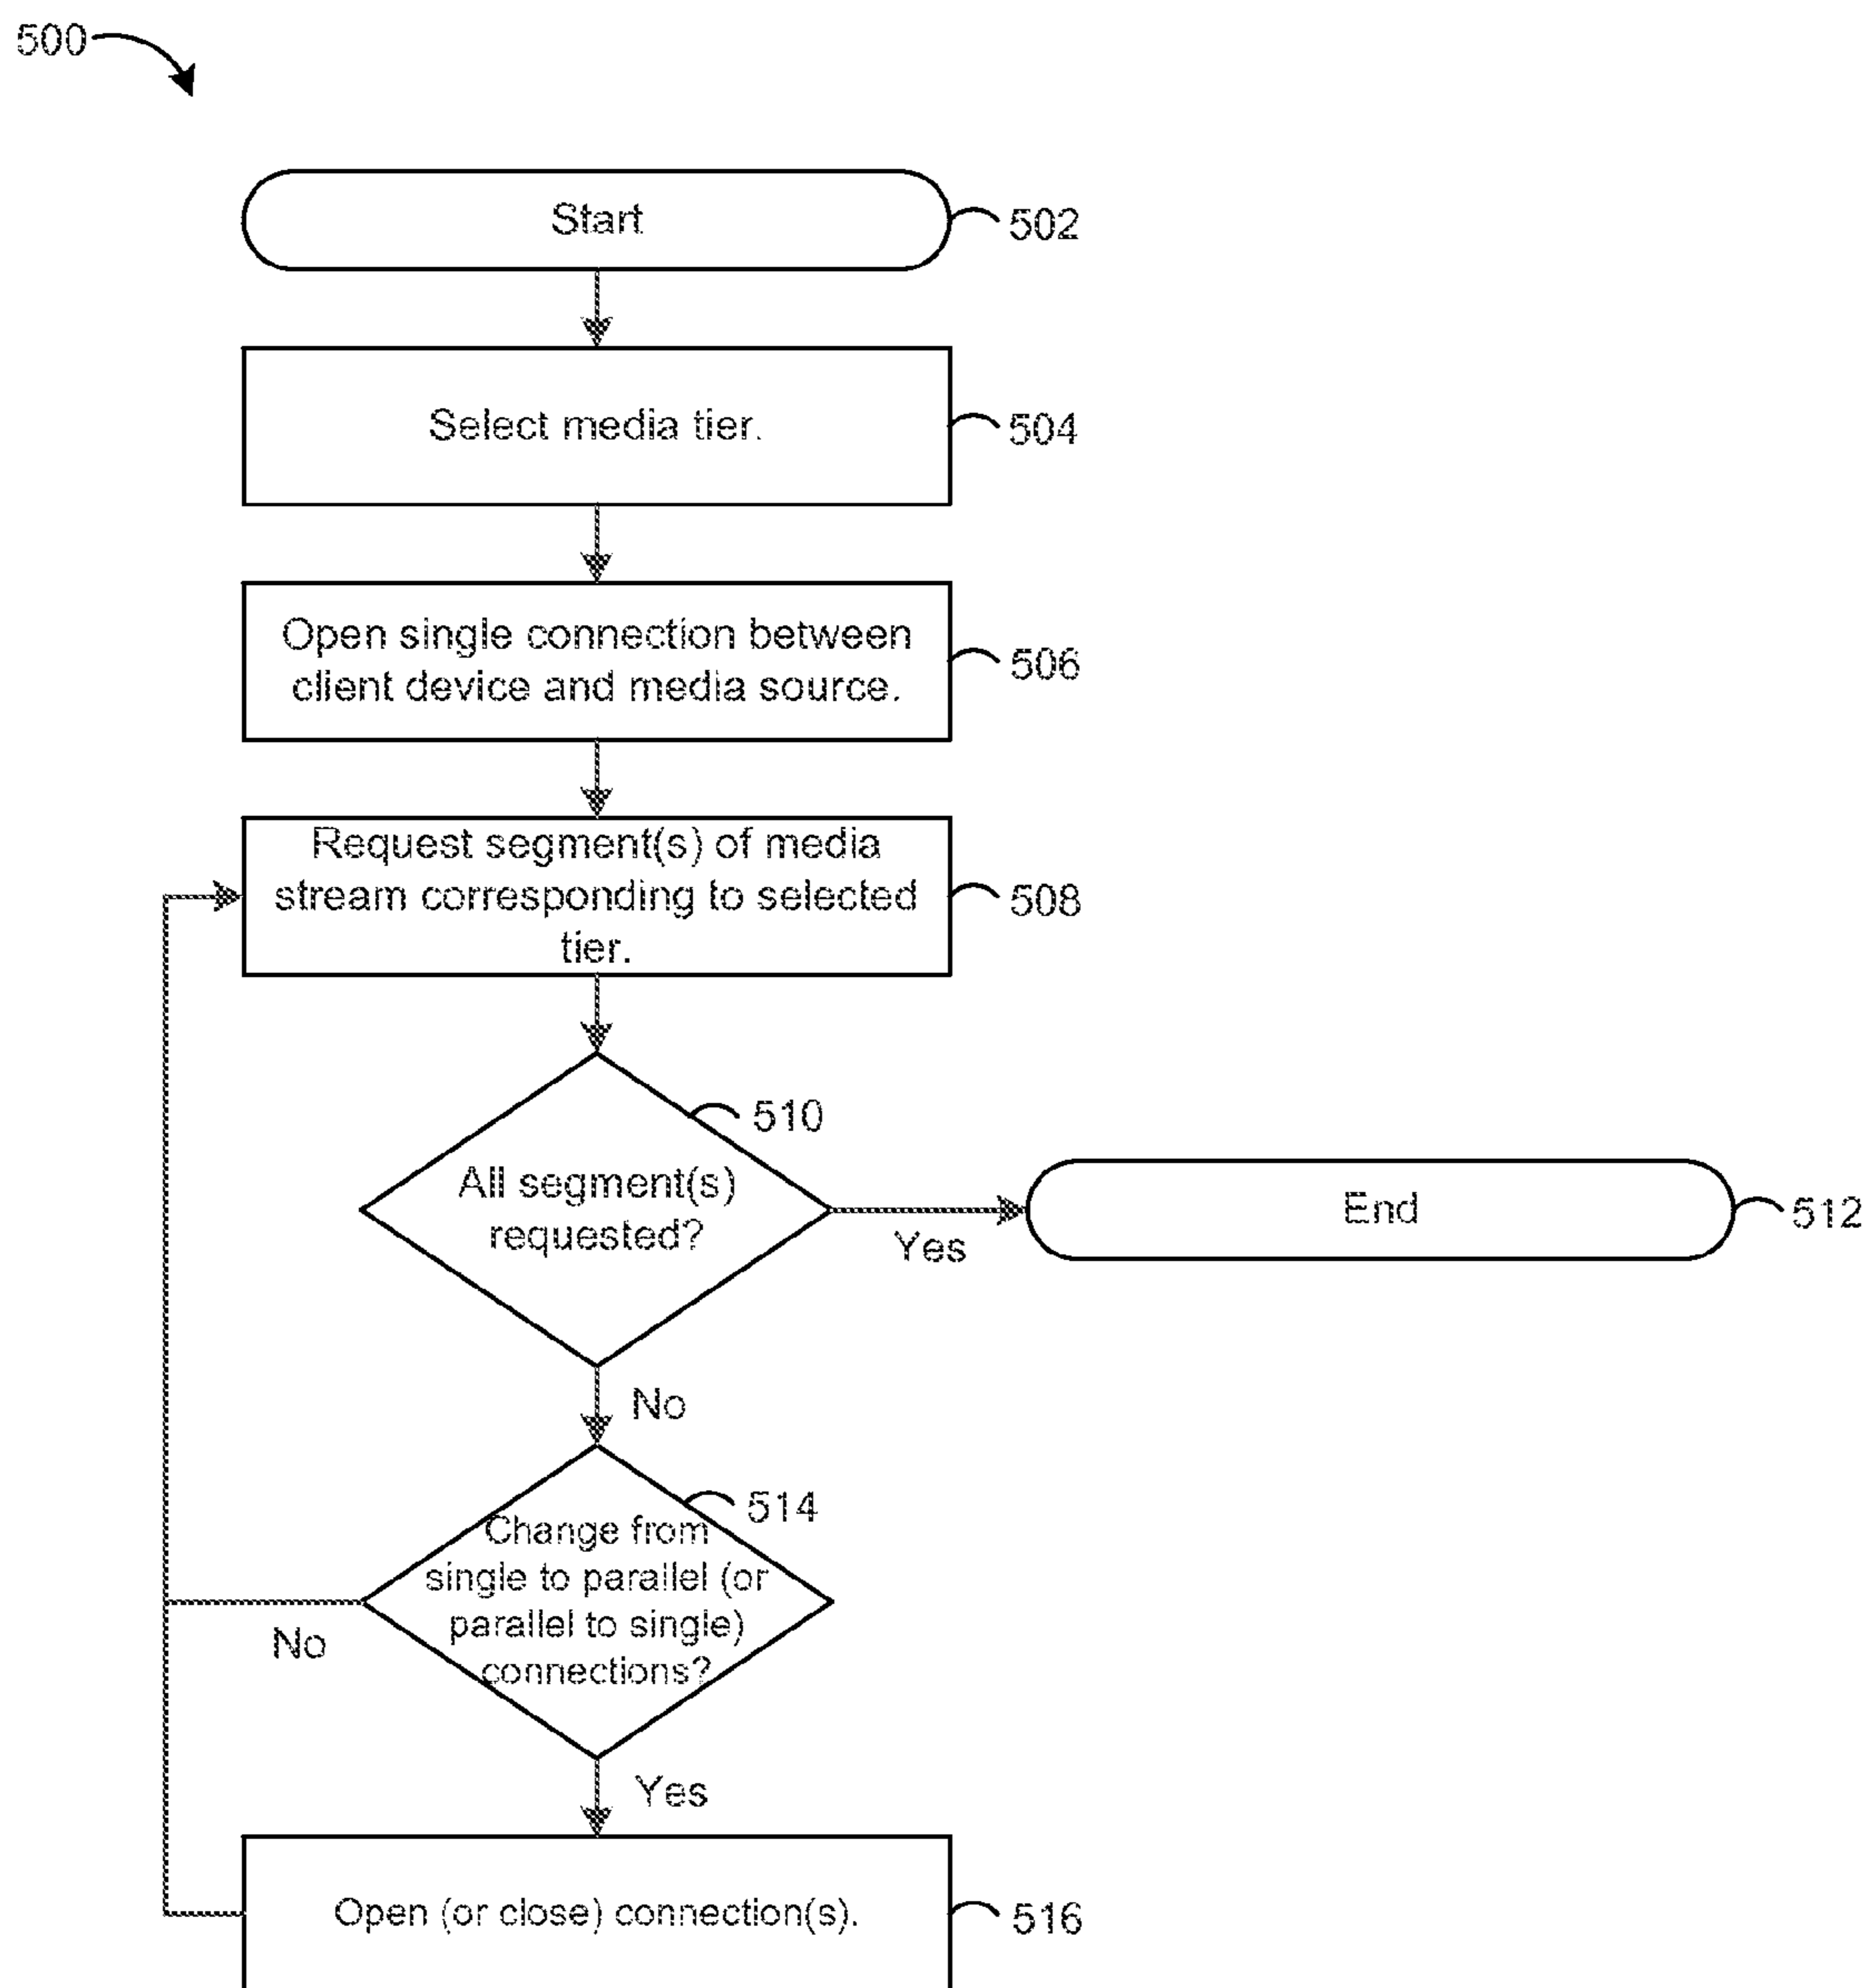 500
Start
502
Select media tier.
504
Open single connection between
client device and media source.
506
Request segment(s) of media
stream corresponding to selected
tier.
508
510
All segment(s)
requested?
Yes
End
512
No
514
Change from
single to parallel (or
parallel to single)
connections?
No
Yes
Open (or close) connection(s).
516